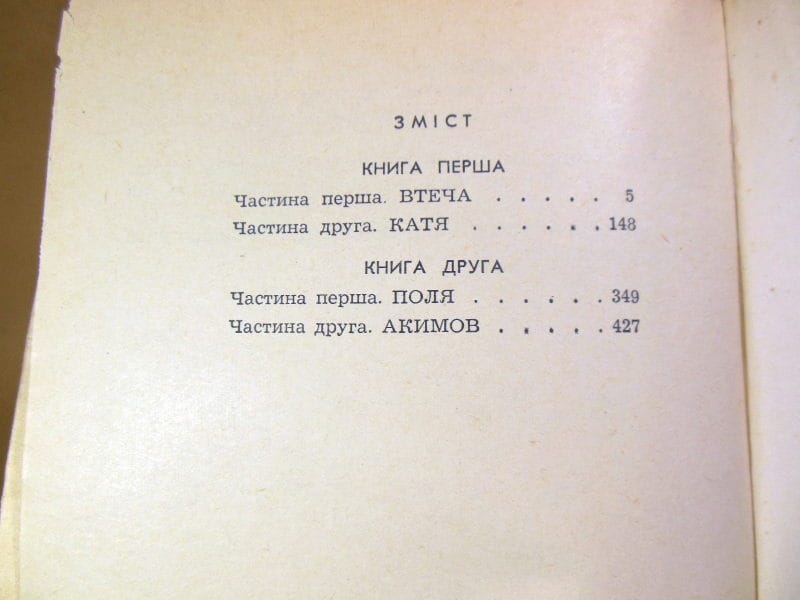 ЗМІСТ
КНИГА ПЕРША
Частина перша. ВТЕЧА . . . . . 5
Частина друга. КАТЯ . . . . . . 148
КНИГА ДРУГА
Частина перша. ПОЛЯ . . . . . . 349
Частина друга. АКИМОВ . . . . . 427